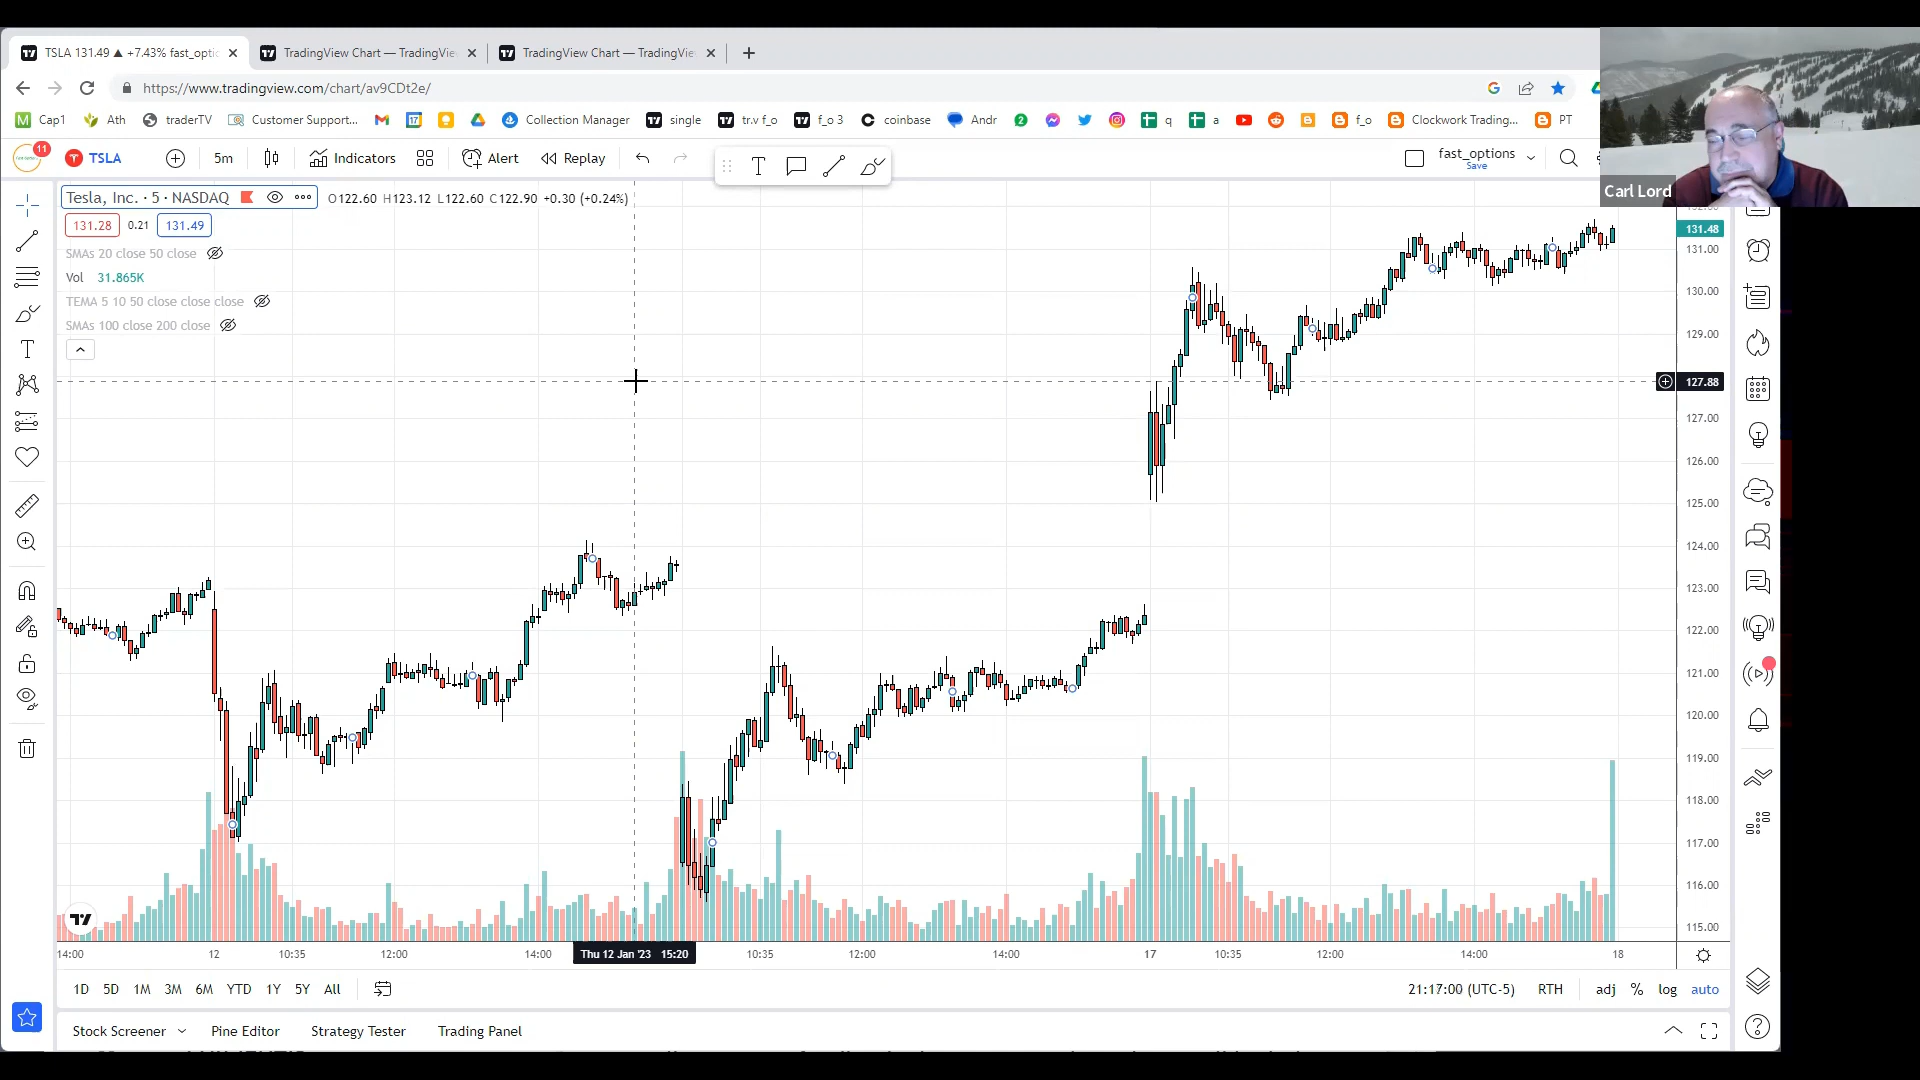 TSLA 131.49 ▲ +7.43% fast_optio
TradingView Chart — TradingVie
TradingView Chart — TradingVie
https://www.tradingview.com/chart/av9CDt2e/
Cap1 Ath traderTV Customer Support... 17 Collection Manager single tr.v f_o f_o 3 coinbase Andr 2 q a f_o Clockwork Trading... PT
11 TSLA 5m Indicators Alert Replay fast_options
Save
Carl Lord
Tesla, Inc. · 5 · NASDAQ O122.60 H123.12 L122.60 C122.90 +0.30 (+0.24%)
131.28 0.21 131.49
SMAs 20 close 50 close
Vol 31.865K
TEMA 5 10 50 close close close
SMAs 100 close 200 close
131.48
131.00
130.00
129.00
127.88
127.00
126.00
125.00
124.00
123.00
122.00
121.00
120.00
119.00
118.00
117.00
116.00
115.00
14:00 12 10:35 12:00 14:00 Thu 12 Jan '23 15:20 10:35 12:00 14:00 17 10:35 12:00 14:00 18
1D 5D 1M 3M 6M YTD 1Y 5Y All 21:17:00 (UTC-5) RTH adj % log auto
Stock Screener Pine Editor Strategy Tester Trading Panel